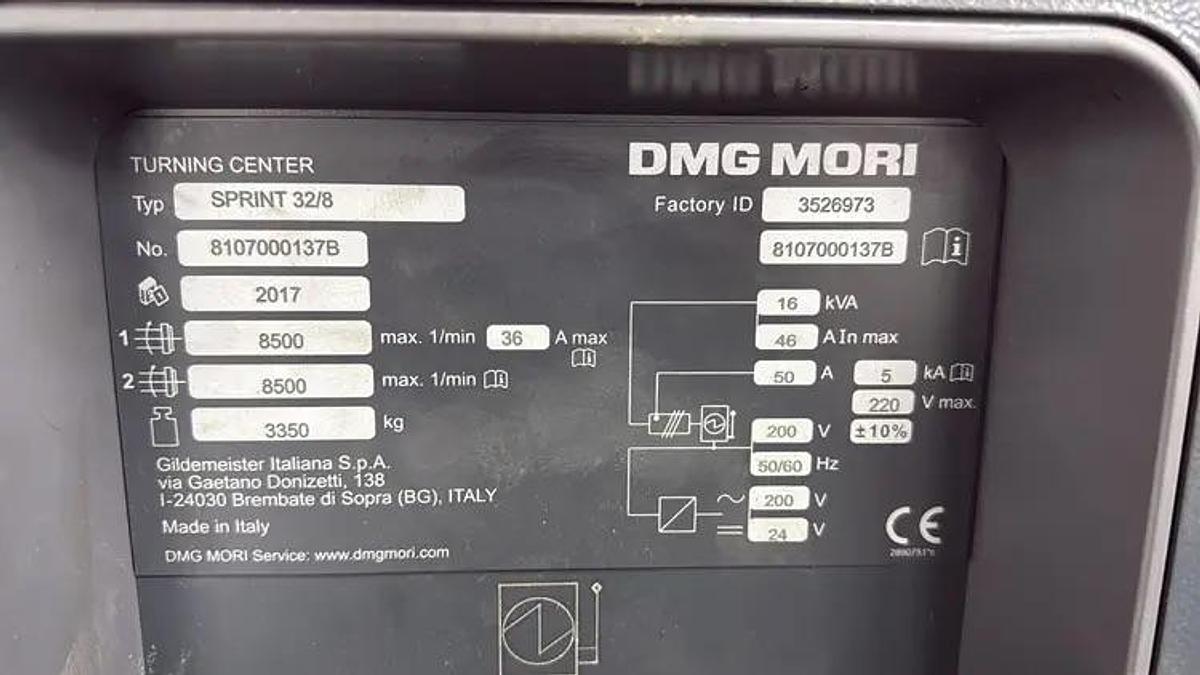 TURNING CENTER
DMG MORI
Typ SPRINT 32/8
Factory ID 3526973
No. 8107000137B
8107000137B
2017
1 8500 max. 1/min 36 A max
2 8500 max. 1/min
3350 kg
16 kVA
46 A In max
50 A 5 kA
220 V max.
200 V ±10%
50/60 Hz
200 V
24 V
Gildemeister Italiana S.p.A.
via Gaetano Donizetti, 138
I-24030 Brembate di Sopra (BG), ITALY
Made in Italy
DMG MORI Service: www.dmgmori.com
CE